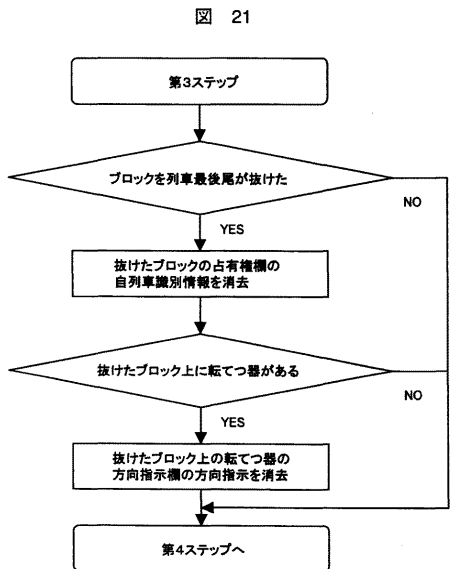 図 21
第3ステップ
ブロックを列車最後尾が抜けた
NO
YES
抜けたブロックの占有権欄の
自列車識別情報を消去
抜けたブロック上に転てつ器がある
NO
YES
抜けたブロック上の転てつ器の
方向指示欄の方向指示を消去
第4ステップへ